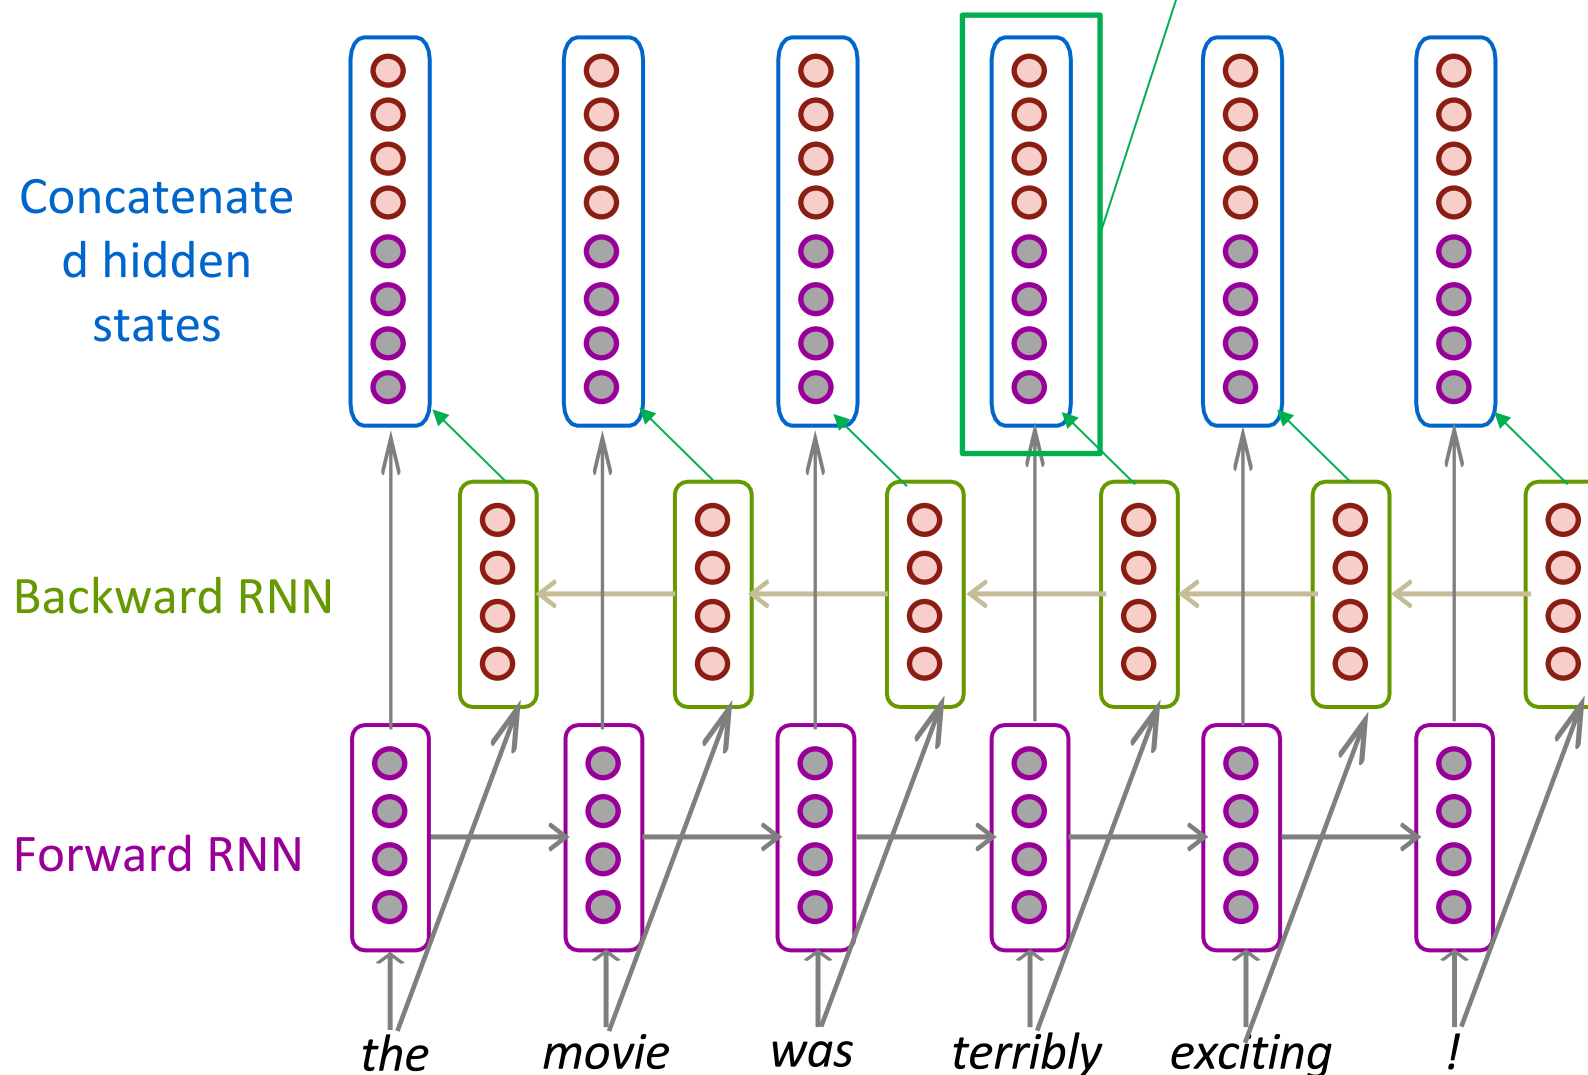 Concatenate
d hidden
states
Backward RNN
Forward RNN
the movie was terribly exciting !